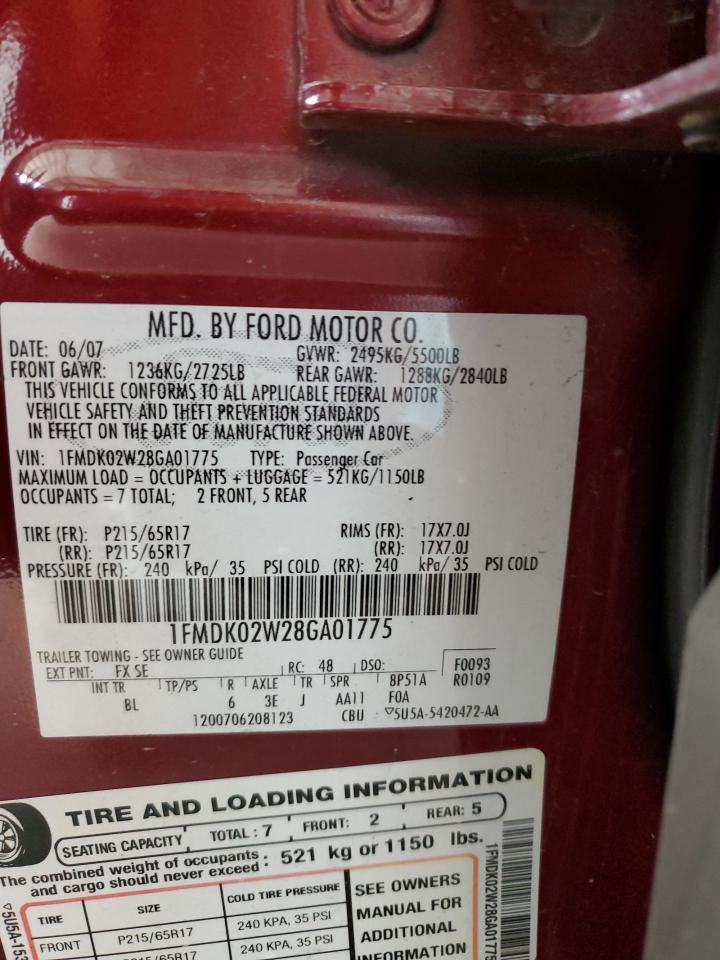 MFD. BY FORD MOTOR CO.
DATE: 06/07 GVWR: 2495KG/5500LB
FRONT GAWR: 1236KG/2725LB REAR GAWR: 1288KG/2840LB
THIS VEHICLE CONFORMS TO ALL APPLICABLE FEDERAL MOTOR
VEHICLE SAFETY AND THEFT PREVENTION STANDARDS
IN EFFECT ON THE DATE OF MANUFACTURE SHOWN ABOVE.
VIN: 1FMDK02W28GA01775 TYPE: Passenger Car
MAXIMUM LOAD = OCCUPANTS + LUGGAGE = 521KG/1150LB
OCCUPANTS = 7 TOTAL; 2 FRONT, 5 REAR
TIRE (FR): P215/65R17 RIMS (FR): 17X7.0J
(RR): P215/65R17 (RR): 17X7.0J
PRESSURE (FR): 240 kPa/ 35 PSI COLD (RR): 240 kPa/ 35 PSI COLD
1FMDK02W28GA01775
TRAILER TOWING - SEE OWNER GUIDE
EXT PNT: FX SE RC: 48 DSO: F0093
INT TR TP/PS R AXLE TR SPR 8P51A R0109
BL 6 3E J AA11 F0A
1200706208123 CBU ▽5U5A-5420472-AA
TIRE AND LOADING INFORMATION
SEATING CAPACITY TOTAL : 7 FRONT: 2 REAR: 5
The combined weight of occupants
and cargo should never exceed : 521 kg or 1150 lbs.
TIRE SIZE COLD TIRE PRESSURE
FRONT P215/65R17 240 KPA, 35 PSI
240 KPA, 35 PSI
SEE OWNERS
MANUAL FOR
ADDITIONAL
INFORMATION
1FMDK02W28GA01775
▽5U5A-153